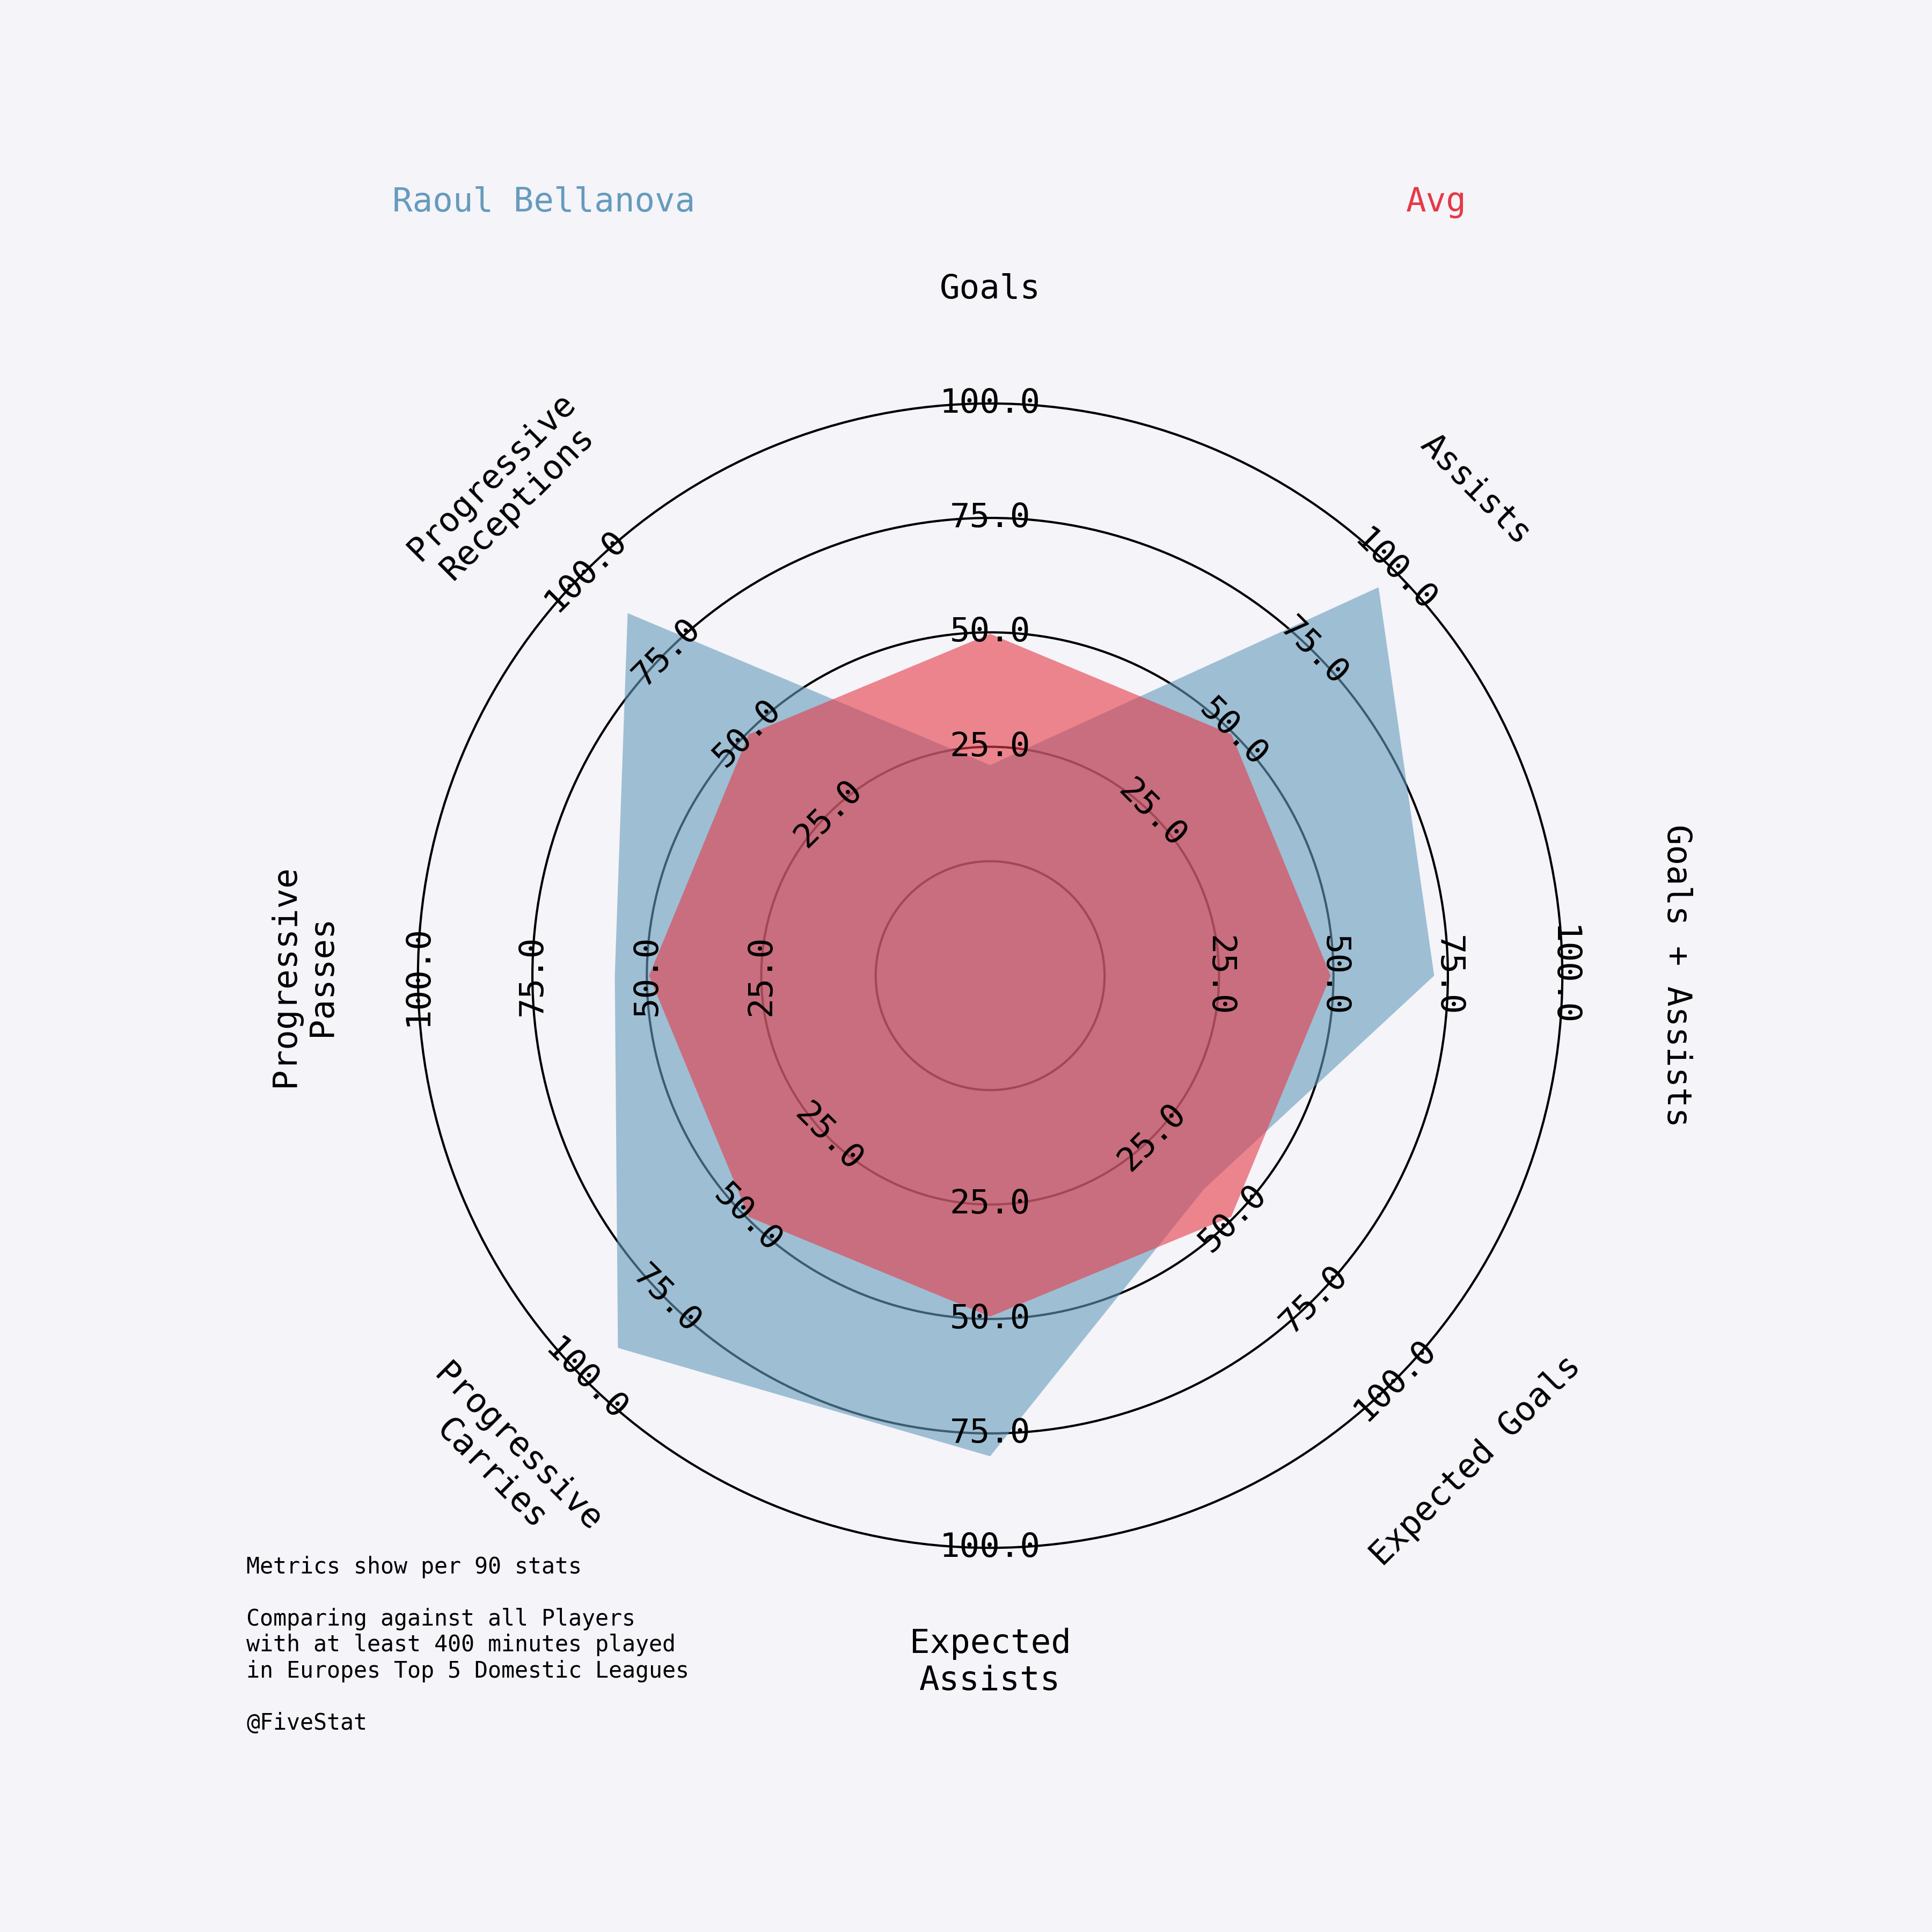 Raoul Bellanova
Avg
Goals
Assists
Goals + Assists
Expected Goals
Expected
Assists
Progressive
Carries
Progressive
Passes
Progressive
Receptions
25.0
50.0
75.0
100.0
25.0
50.0
75.0
100.0
25.0
50.0
75.0
100.0
25.0
50.0
75.0
100.0
25.0
50.0
75.0
100.0
25.0
50.0
75.0
100.0
25.0
50.0
75.0
100.0
25.0
50.0
75.0
100.0
Metrics show per 90 stats
Comparing against all Players
with at least 400 minutes played
in Europes Top 5 Domestic Leagues
@FiveStat